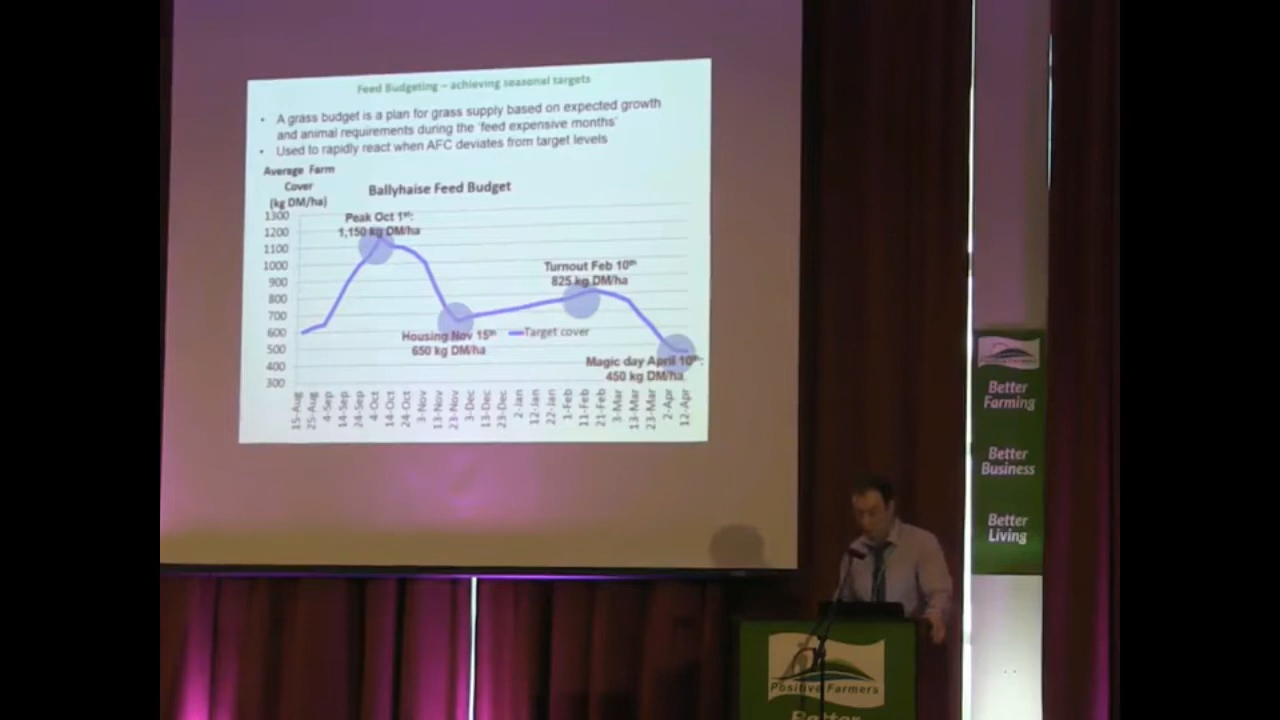 Feed Budgeting – achieving seasonal targets
• A grass budget is a plan for grass supply based on expected growth
and animal requirements during the 'feed expensive months'
• Used to rapidly react when AFC deviates from target levels
Average Farm
Cover
(kg DM/ha)
Ballyhaise Feed Budget
1300
1200
1100
1000
900
800
700
600
500
400
300
Peak Oct 1st:
1,150 kg DM/ha
Turnout Feb 10th
825 kg DM/ha
Housing Nov 15th
650 kg DM/ha
Target cover
Magic day April 10th:
450 kg DM/ha
15-Aug
25-Aug
4-Sep
14-Sep
24-Sep
4-Oct
14-Oct
24-Oct
3-Nov
13-Nov
23-Nov
3-Dec
13-Dec
23-Dec
2-Jan
12-Jan
22-Jan
1-Feb
11-Feb
21-Feb
3-Mar
13-Mar
23-Mar
2-Apr
12-Apr
Better
Farming
Better
Business
Better
Living
Positive Farmers
Better